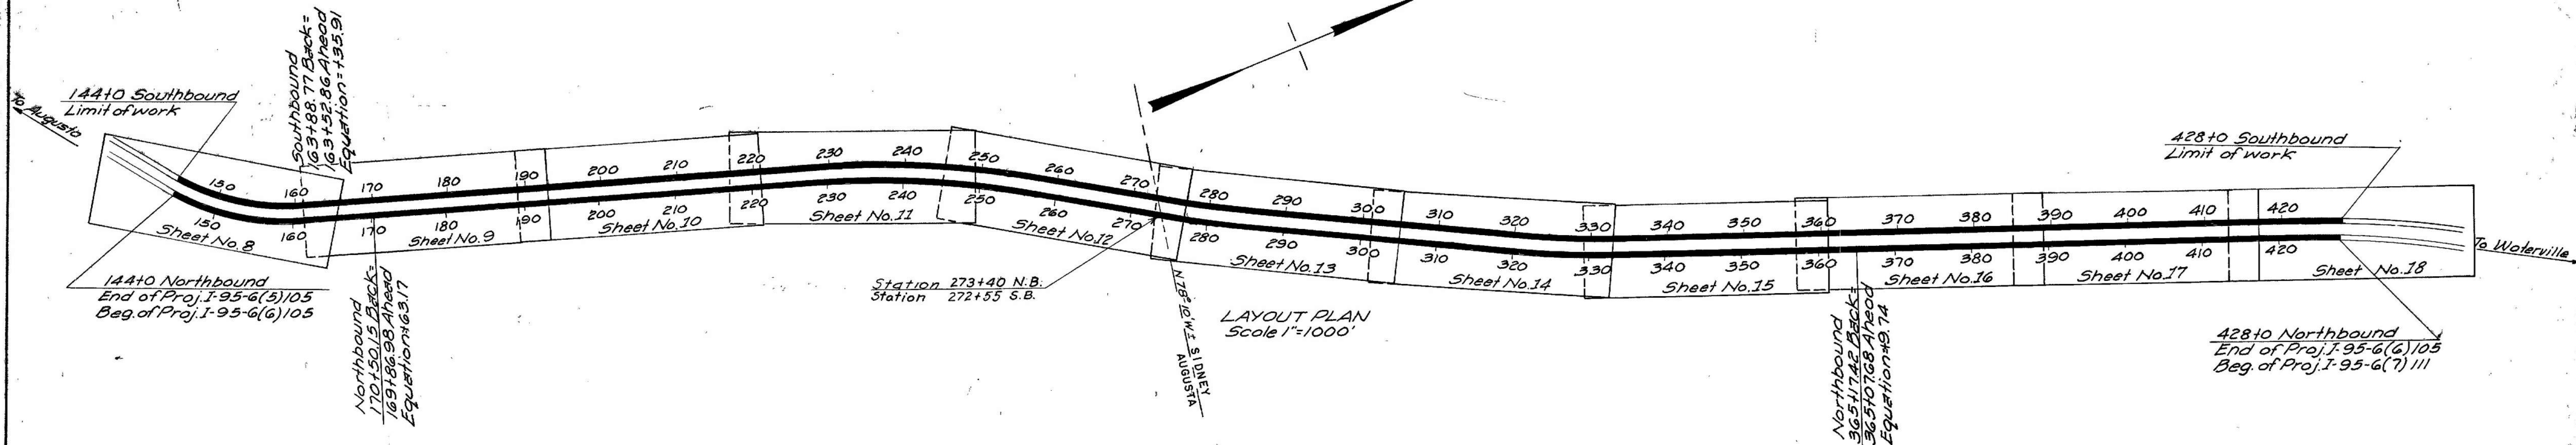 To Augusta
144+0 Southbound
Limit of work
Southbound
163+88.77 Back=
163+52.86 Ahead
Equation=+35.91
150 160 170 180 190 200 210 220 230 240 250 260 270 280 290 300 310 320 330 340 350 360 370 380 390 400 410 420
150 160 170 180 190 200 210 220 230 240 250 260 270 280 290 300 310 320 330 340 350 360 370 380 390 400 410 420
Sheet No.8
Sheet No.9
Sheet No.10
Sheet No.11
Sheet No.12
Sheet No.13
Sheet No.14
Sheet No.15
Sheet No.16
Sheet No.17
Sheet No.18
144+0 Northbound
End of Proj. I-95-6(5)105
Beg. of Proj. I-95-6(6)105
Northbound
170+50.15 Back=
169+86.98 Ahead
Equation=+63.17
Station 273+40 N.B.
Station 272+55 S.B.
N78°10'W±
SIDNEY
AUGUSTA
LAYOUT PLAN
Scale 1"=1000'
Northbound
365+17.42 Back=
365+07.68 Ahead
Equation=+9.74
428+0 Southbound
Limit of work
To Waterville
428+0 Northbound
End of Proj. I-95-6(6)105
Beg. of Proj. I-95-6(7)111